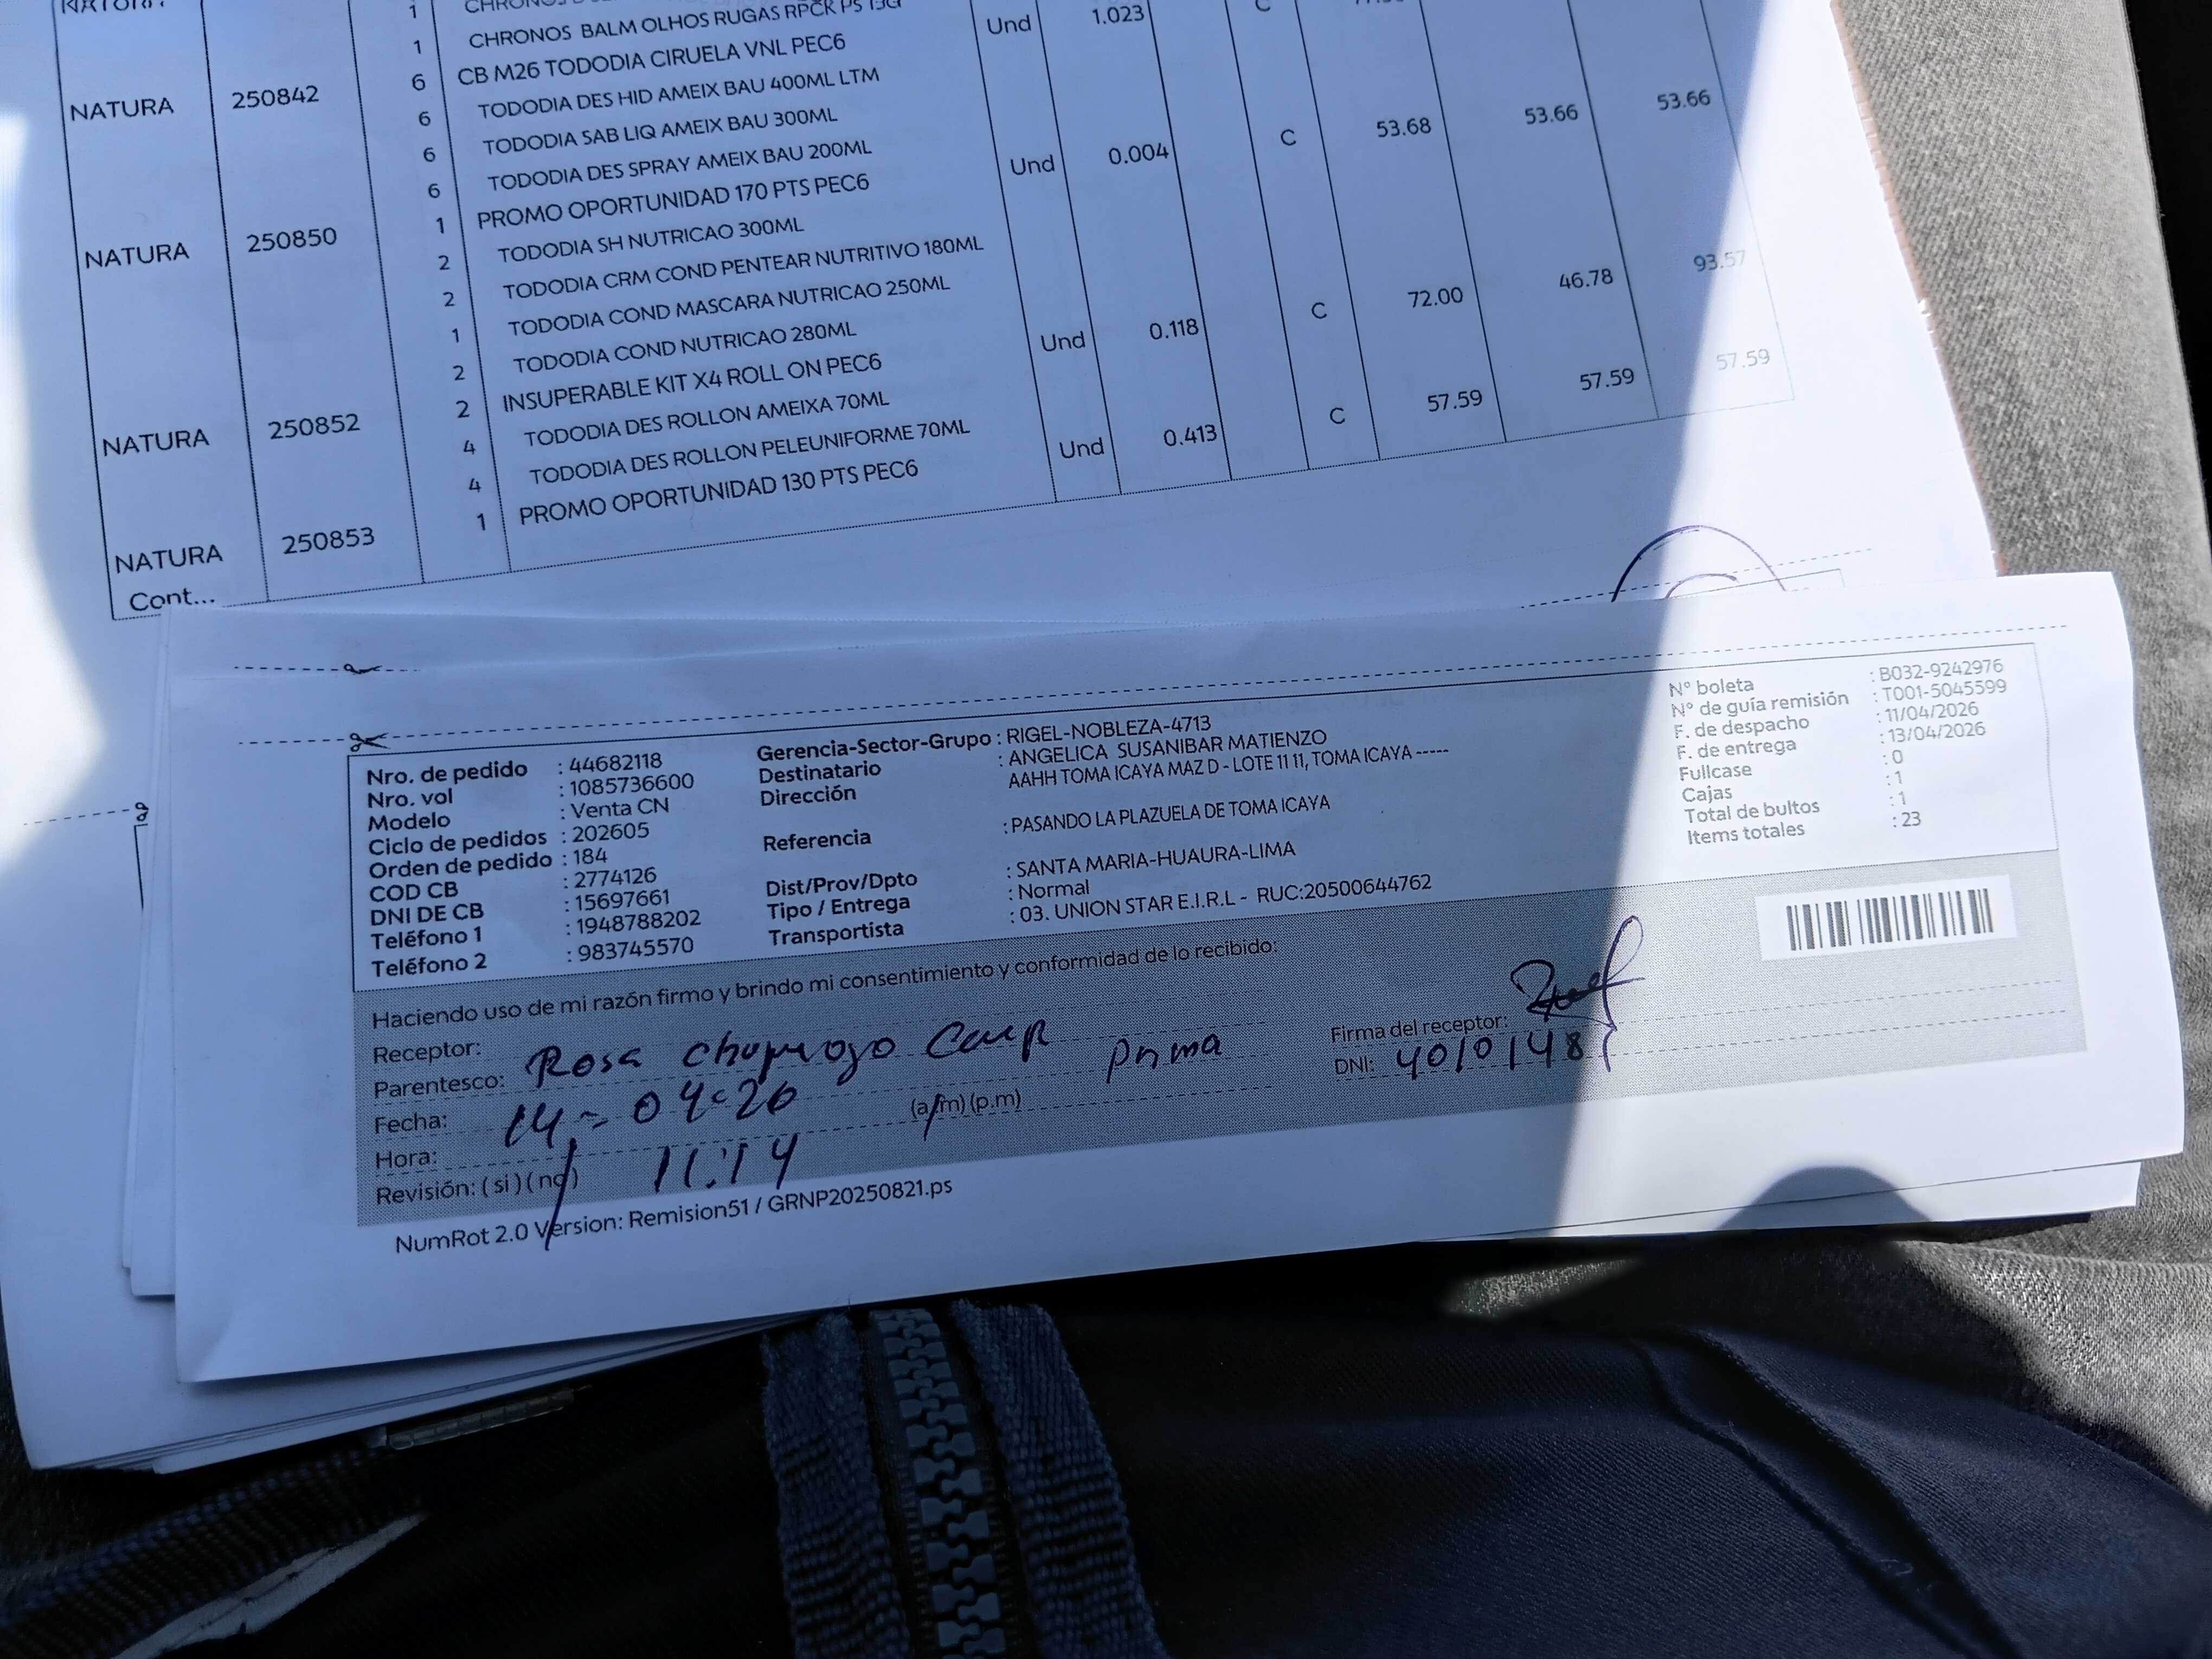 1 CHRONOS BALM OLHOS RUGAS RPCK PS 15G Und 1.023 C
NATURA 250842 6 CB M26 TODODIA CIRUELA VNL PEC6
6 TODODIA DES HID AMEIX BAU 400ML LTM
6 TODODIA SAB LIQ AMEIX BAU 300ML
6 TODODIA DES SPRAY AMEIX BAU 200ML Und 0.004 C 53.68 53.66 53.66
NATURA 250850 1 PROMO OPORTUNIDAD 170 PTS PEC6
2 TODODIA SH NUTRICAO 300ML
2 TODODIA CRM COND PENTEAR NUTRITIVO 180ML
1 TODODIA COND MASCARA NUTRICAO 250ML
2 TODODIA COND NUTRICAO 280ML
NATURA 250852 2 INSUPERABLE KIT X4 ROLL ON PEC6 Und 0.118 C 72.00 46.78 93.57
4 TODODIA DES ROLLON AMEIXA 70ML
4 TODODIA DES ROLLON PELEUNIFORME 70ML
NATURA 250853 1 PROMO OPORTUNIDAD 130 PTS PEC6 Und 0.413 C 57.59 57.59 57.59
Cont...
Nro. de pedido : 44682118
Nro. vol : 1085736600
Modelo : Venta CN
Ciclo de pedidos : 202605
Orden de pedido : 184
COD CB : 2774126
DNI DE CB : 15697661
Teléfono 1 : 1948788202
Teléfono 2 : 983745570
Gerencia-Sector-Grupo : RIGEL-NOBLEZA-4713
Destinatario : ANGELICA SUSANIBAR MATIENZO
Dirección AAHH TOMA ICAYA MAZ D - LOTE 11 11, TOMA ICAYA -----
Referencia : PASANDO LA PLAZUELA DE TOMA ICAYA
Dist/Prov/Dpto : SANTA MARIA-HUAURA-LIMA
Tipo / Entrega : Normal
Transportista : 03. UNION STAR E.I.R.L - RUC:20500644762
N° boleta : B032-9242976
N° de guía remisión : T001-5045599
F. de despacho : 11/04/2026
F. de entrega : 13/04/2026
Fullcase : 0
Cajas : 1
Total de bultos : 1
Items totales : 23
Haciendo uso de mi razón firmo y brindo mi consentimiento y conformidad de lo recibido:
Receptor: Rosa
Parentesco: prima
Fecha: 14-04-26
Hora: 11:14 (a.m) (p.m)
Revisión: ( si ) ( no )
Firma del receptor:
DNI: 40101481
NumRot 2.0 Version: Remision51 / GRNP20250821.ps